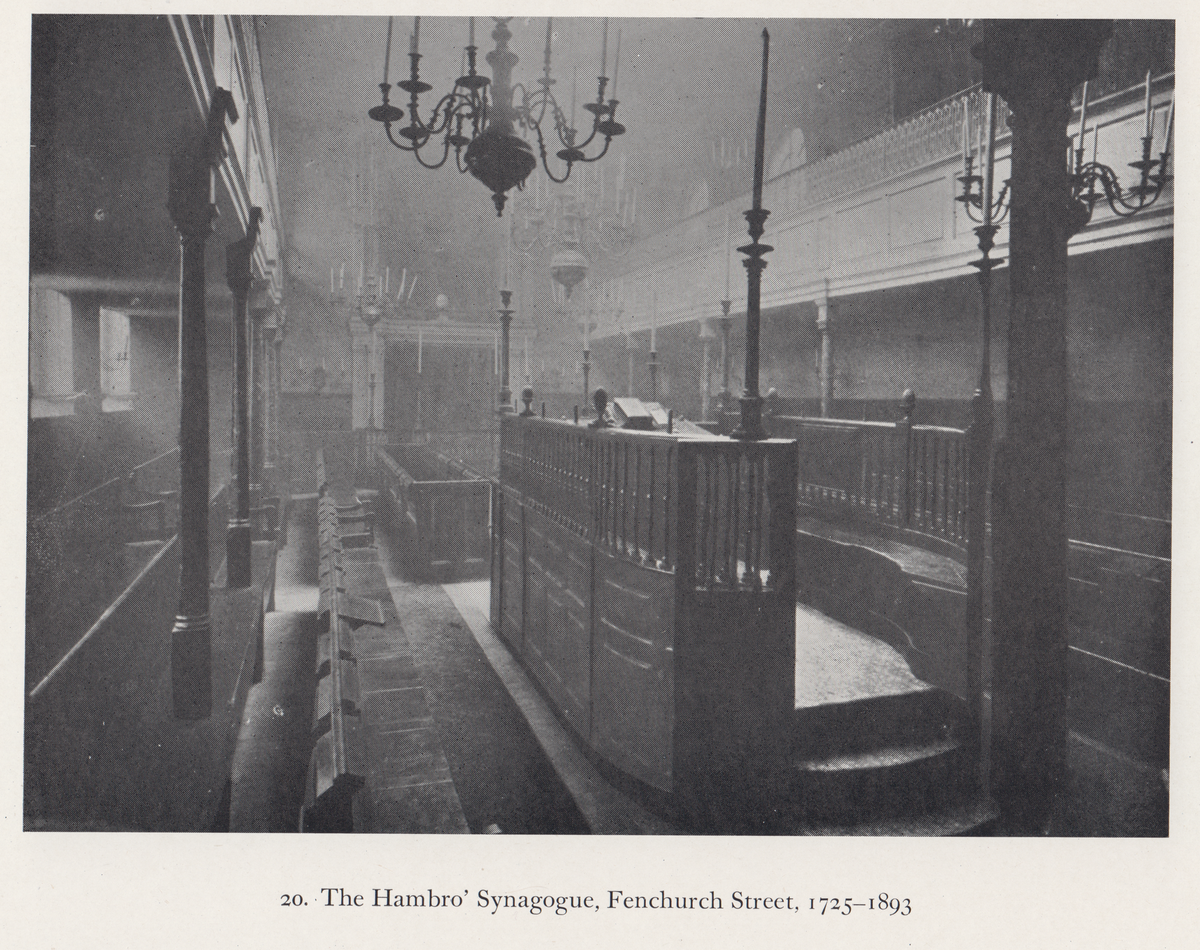 20. The Hambro’ Synagogue, Fenchurch Street, 1725–1893